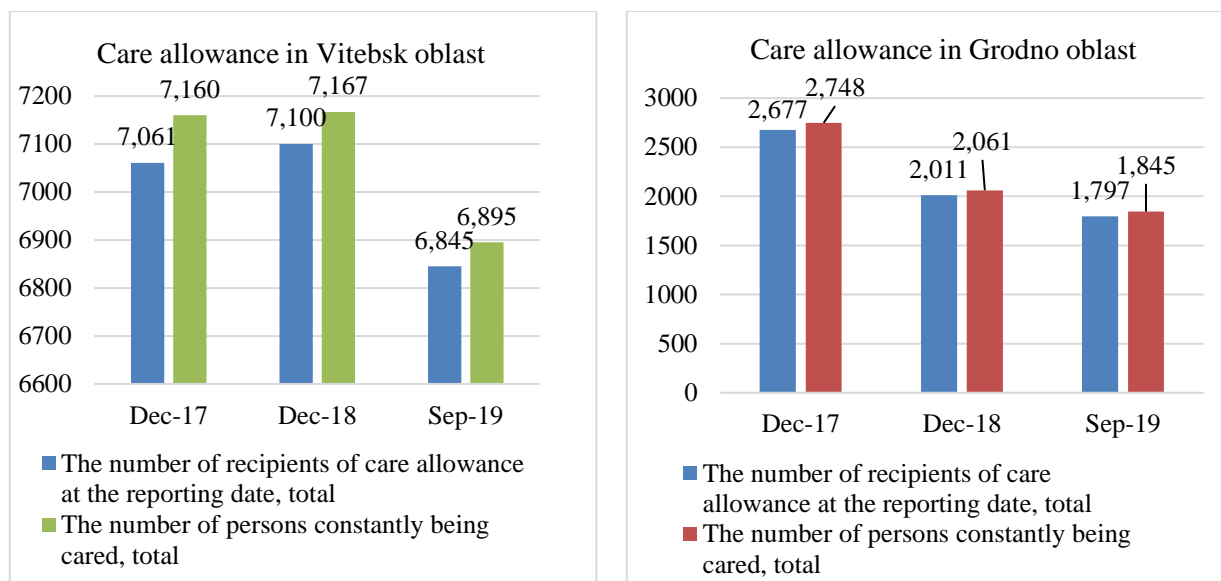 Care allowance in Vitebsk oblast
7200
7100
7000
6900
6800
6700
6600
7,061
7,160
7,100
7,167
6,845
6,895
Dec-17
Dec-18
Sep-19
The number of recipients of care allowance
at the reporting date, total
The number of persons constantly being
cared, total
Care allowance in Grodno oblast
3000
2500
2000
1500
1000
500
0
2,677
2,748
2,011
2,061
1,797
1,845
Dec-17
Dec-18
Sep-19
The number of recipients of care
allowance at the reporting date, total
The number of persons constantly being
cared, total